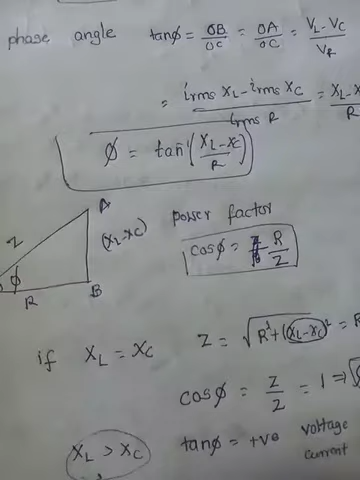 phase angle tanφ = OB/OC = OA/OC = (VL - VC)/VR
= (irms XL - irms XC)/(irms R) = (XL - X/R
φ = tan⁻(XL - XC/R)
A
Z (XL - XC)
φ
R B
power factor
cosφ = R/Z
if XL = XC Z = √R² + (XL - XC)² = R
cosφ = Z/Z = 1 ⇒
XL > XC tanφ = +ve voltage
current